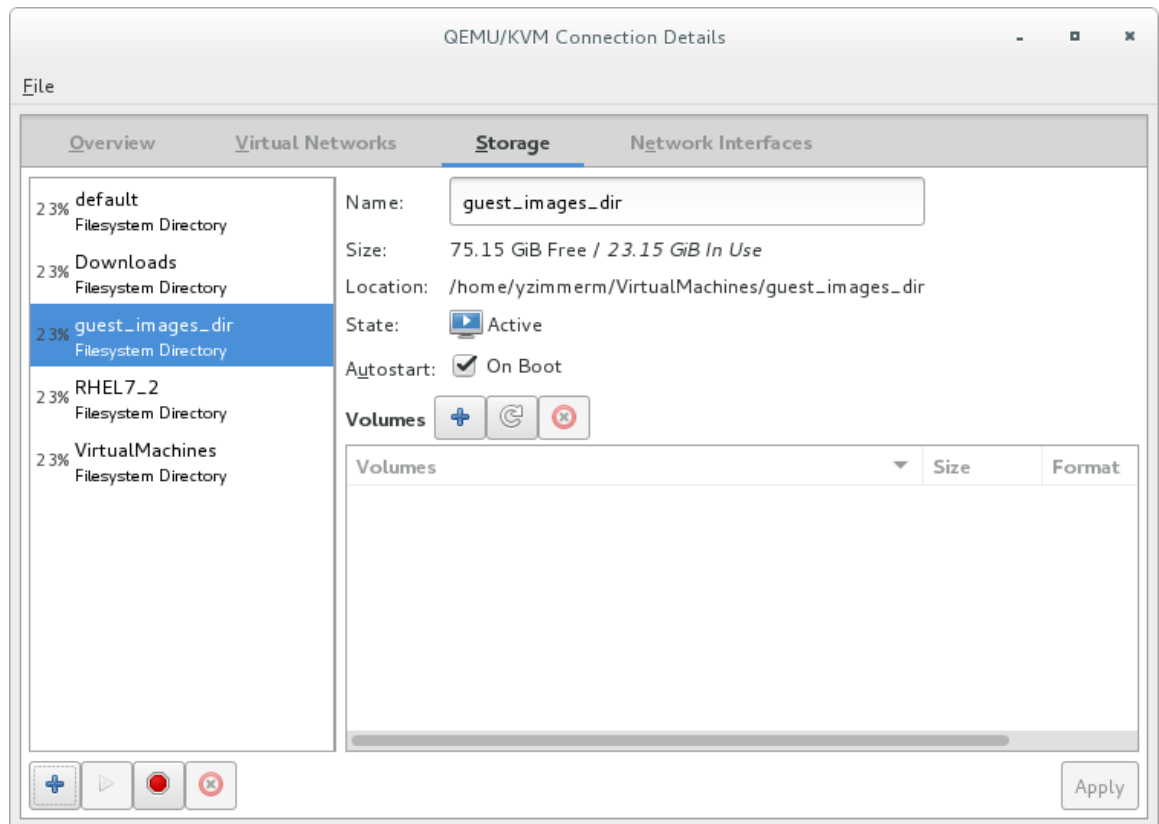 QEMU/KVM Connection Details
File
Overview Virtual Networks Storage Network Interfaces
23% default
Filesystem Directory
23% Downloads
Filesystem Directory
23% guest_images_dir
Filesystem Directory
23% RHEL7_2
Filesystem Directory
23% VirtualMachines
Filesystem Directory
Name: guest_images_dir
Size: 75.15 GiB Free / 23.15 GiB In Use
Location: /home/yzimmerm/VirtualMachines/guest_images_dir
State: Active
Autostart: On Boot
Volumes
Volumes Size Format
Apply